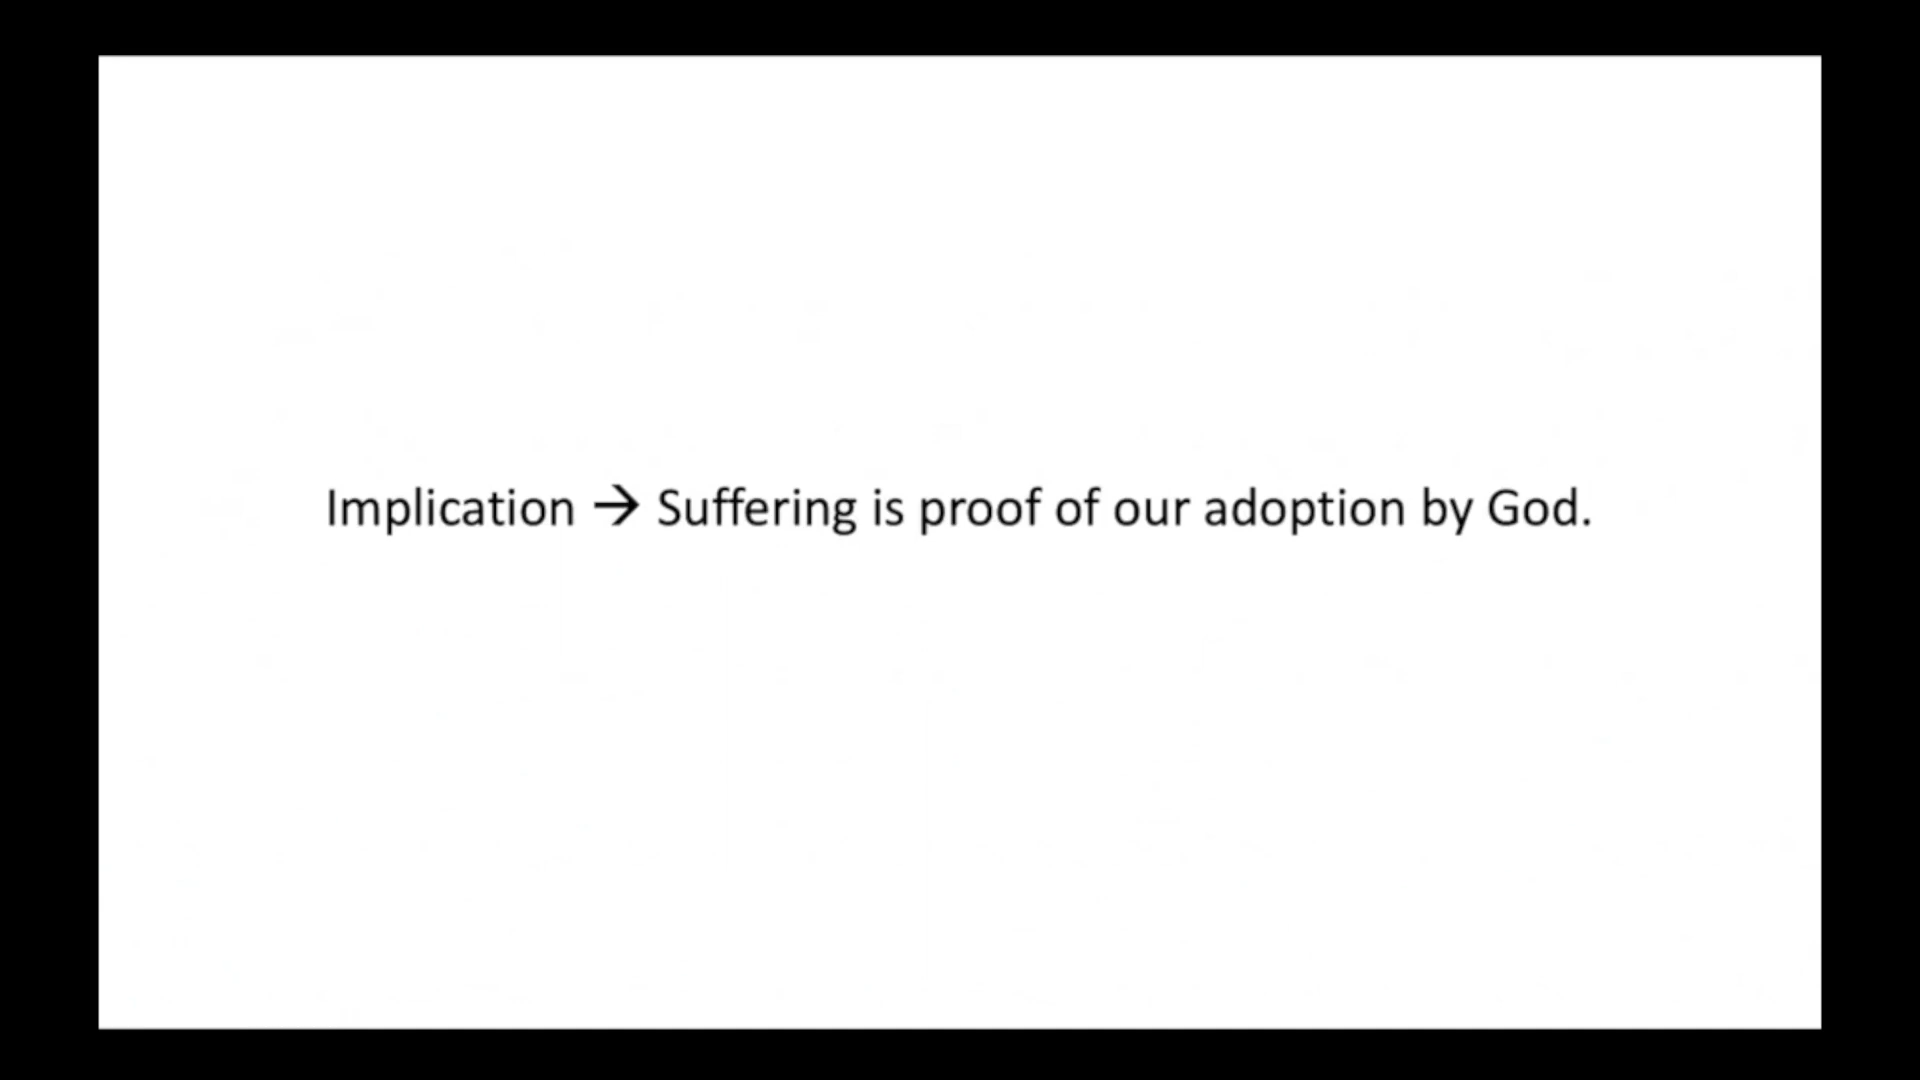 Implication → Suffering is proof of our adoption by God.